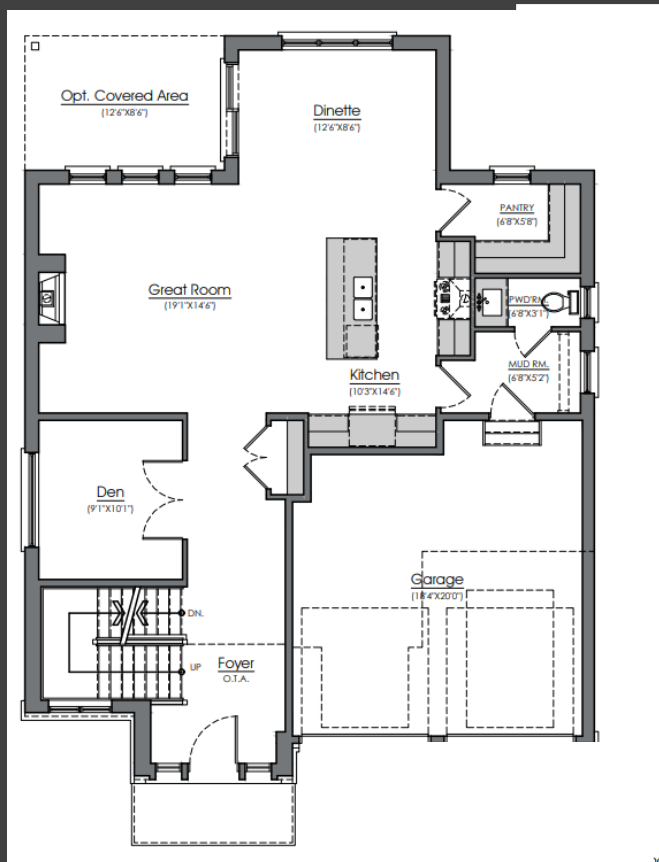 Opt. Covered Area
(12'6"X8'6")
Dinette
(12'6"X8'6")
PANTRY
(6'8"X5'8")
Great Room
(19'1"X14'6")
PWD'RM.
(6'8"X3'1")
MUD RM.
(6'8"X5'2")
Kitchen
(10'3"X14'6")
Den
(9'1"X10'1")
Garage
(18'4"X20'0")
DN.
UP
Foyer
O.T.A.